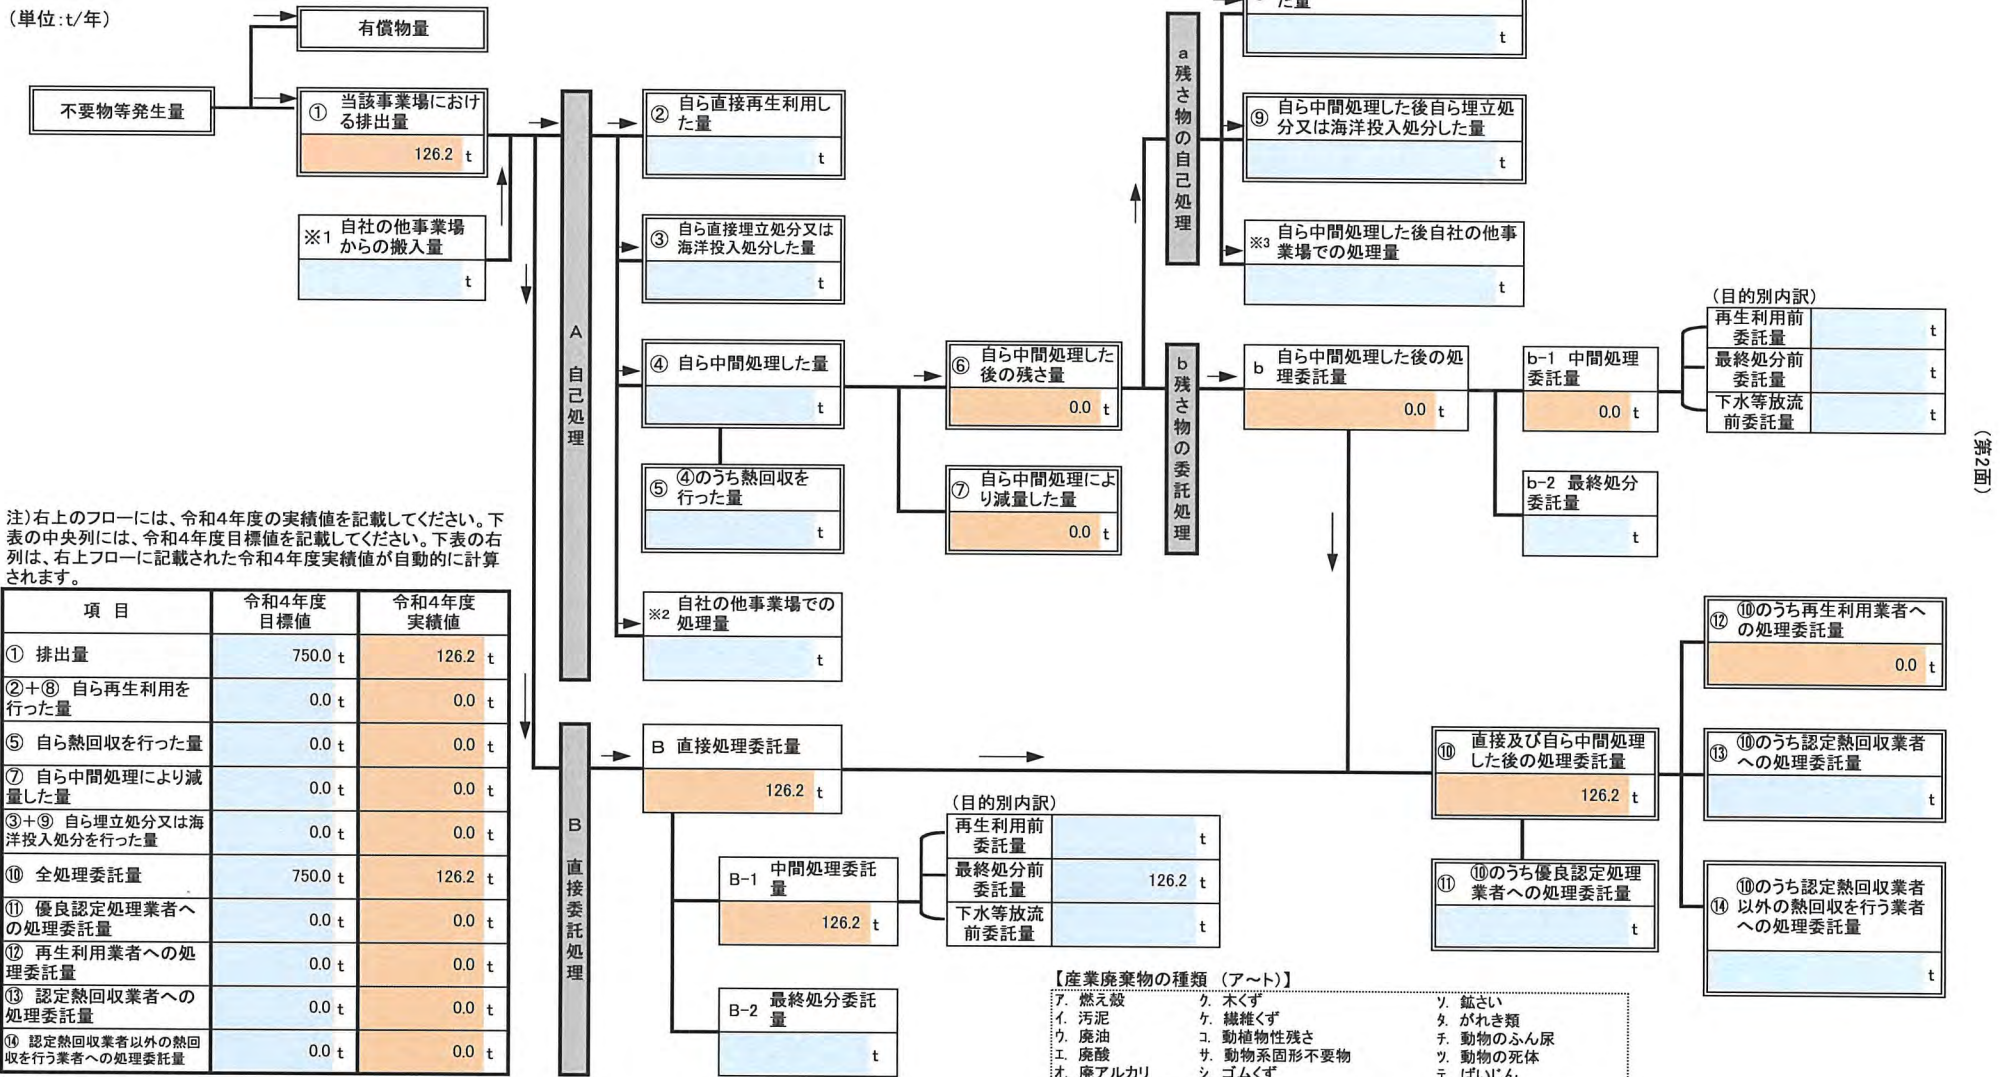 (単位:t/年)
有償物量
不要物等発生量
① 当該事業場におけ
る排出量
126.2 t
※1 自社の他事業場
からの搬入量
t
A 自己処理
② 自ら直接再生利用し
た量
t
③ 自ら直接埋立処分又は
海洋投入処分した量
t
④ 自ら中間処理した量
t
⑤ ④のうち熱回収を
行った量
t
※2 自社の他事業場での
処理量
t
⑥ 自ら中間処理した
後の残さ量
0.0 t
⑦ 自ら中間処理によ
り減量した量
0.0 t
a残さ物の自己処理
た量
t
⑨ 自ら中間処理した後自ら埋立処
分又は海洋投入処分した量
t
※3 自ら中間処理した後自社の他事
業場での処理量
t
b残さ物の委託処理
b 自ら中間処理した後の処
理委託量
0.0 t
b-1 中間処理
委託量
0.0 t
b-2 最終処分
委託量
t
(目的別内訳)
再生利用前
委託量
t
最終処分前
委託量
t
下水等放流
前委託量
t
(第2面)
注)右上のフローには、令和4年度の実績値を記載してください。下
表の中央列には、令和4年度目標値を記載してください。下表の右
列は、右上フローに記載された令和4年度実績値が自動的に計算
されます。
項 目 令和4年度 令和4年度
目標値 実績値
① 排出量 750.0 t 126.2 t
②+⑧ 自ら再生利用を
行った量 0.0 t 0.0 t
⑤ 自ら熱回収を行った量 0.0 t 0.0 t
⑦ 自ら中間処理により減
量した量 0.0 t 0.0 t
③+⑨ 自ら埋立処分又は海
洋投入処分を行った量 0.0 t 0.0 t
⑩ 全処理委託量 750.0 t 126.2 t
⑪ 優良認定処理業者へ
の処理委託量 0.0 t 0.0 t
⑫ 再生利用業者への処
理委託量 0.0 t 0.0 t
⑬ 認定熱回収業者への
処理委託量 0.0 t 0.0 t
⑭ 認定熱回収業者以外の熱回
収を行う業者への処理委託量 0.0 t 0.0 t
B 直接委託処理
B 直接処理委託量
126.2 t
B-1 中間処理委託
量
126.2 t
B-2 最終処分委託
量
t
(目的別内訳)
再生利用前
委託量
t
最終処分前
委託量
126.2 t
下水等放流
前委託量
t
⑩ 直接及び自ら中間処理
した後の処理委託量
126.2 t
⑪ ⑩のうち優良認定処理
業者への処理委託量
t
⑫ ⑩のうち再生利用業者へ
の処理委託量
0.0 t
⑬ ⑩のうち認定熱回収業者
への処理委託量
t
⑭ ⑩のうち認定熱回収業者
以外の熱回収を行う業者
への処理委託量
t
【産業廃棄物の種類 (ア~ト)】
ア. 燃え殻 ク. 木くず ソ. 鉱さい
イ. 汚泥 ケ. 繊維くず タ. がれき類
ウ. 廃油 コ. 動植物性残さ チ. 動物のふん尿
エ. 廃酸 サ. 動物系固形不要物 ツ. 動物の死体
オ. 廃アルカリ シ. ゴムくず テ. ばいじん